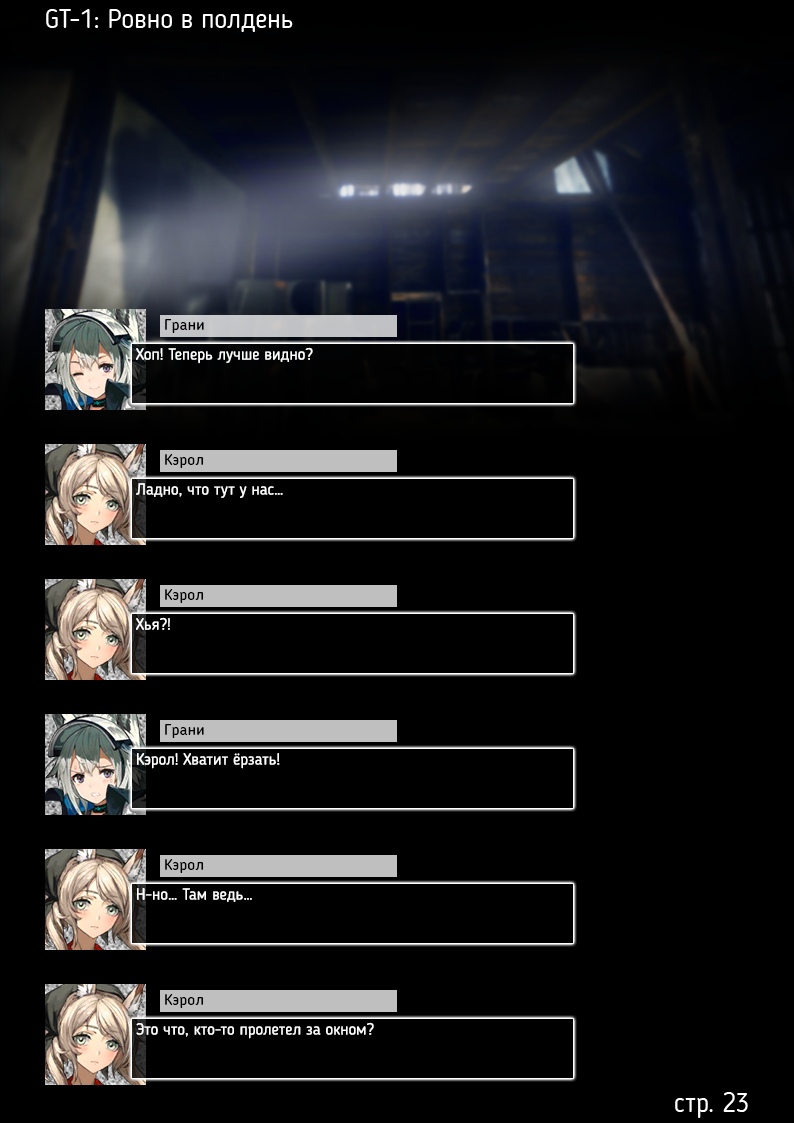 GT-1: Ровно в полдень
Грани
Хоп! Теперь лучше видно?
Кэрол
Ладно, что тут у нас...
Кэрол
Хья?!
Грани
Кэрол! Хватит ёрзать!
Кэрол
Н-но... Там ведь...
Кэрол
Это что, кто-то пролетел за окном?
стр. 23